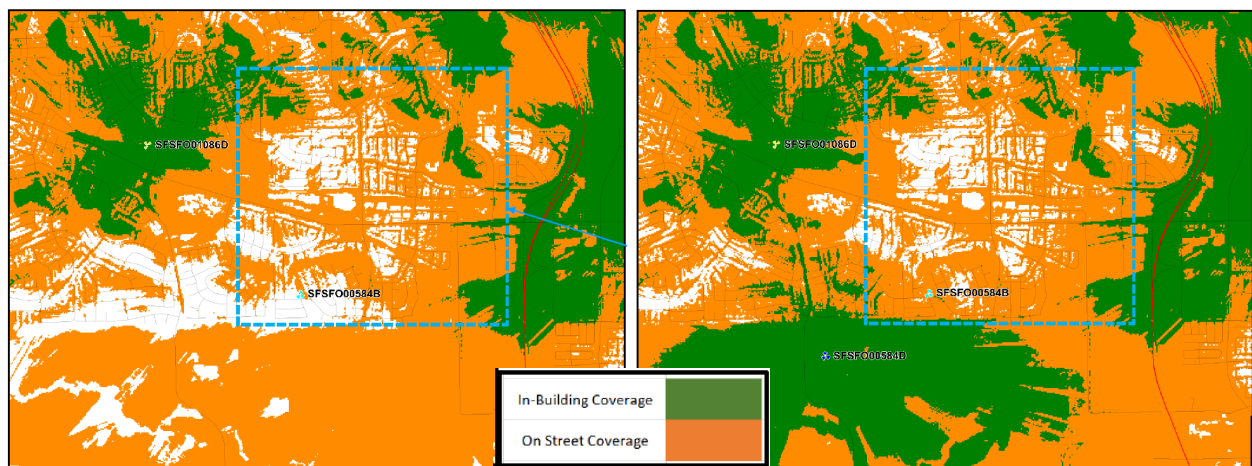 SFSFO01086D
SFSFO00584B
SFSFO01086D
SFSFO00584B
SFSFO00584D
In-Building Coverage
On Street Coverage